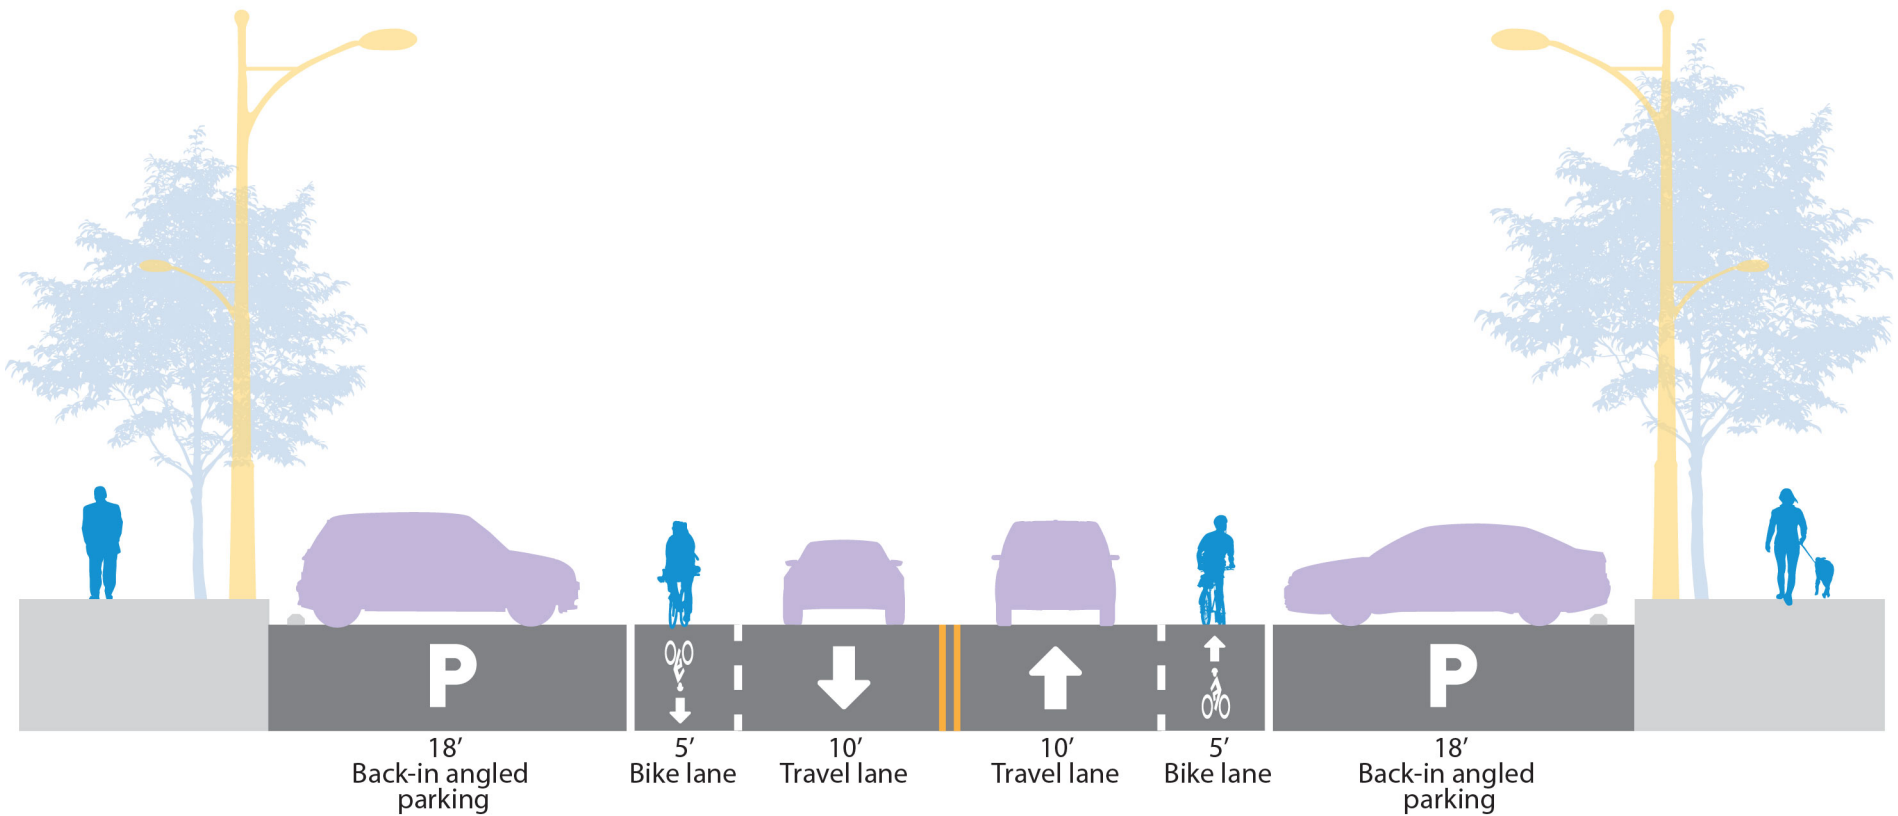 P
P
18’
Back-in angled
parking
5’
Bike lane
10’
Travel lane
10’
Travel lane
5’
Bike lane
18’
Back-in angled
parking